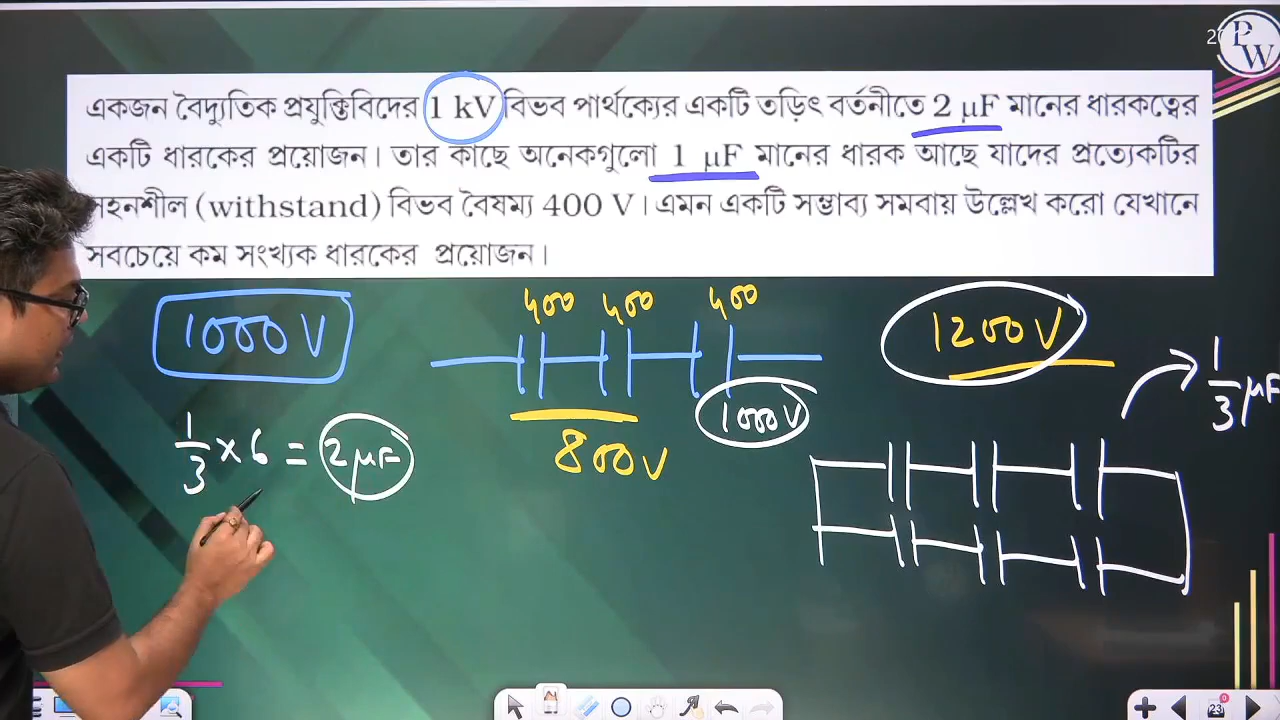 P
W
একজন বৈদ্যুতিক প্রযুক্তিবিদের 1 kV বিভব পার্থক্যের একটি তড়িৎ বর্তনীতে 2 μF মানের ধারকত্বের
একটি ধারকের প্রয়োজন। তার কাছে অনেকগুলো 1 μF মানের ধারক আছে যাদের প্রত্যেকটির
সহনশীল (withstand) বিভব বৈষম্য 400 V। এমন একটি সম্ভাব্য সমবায় উল্লেখ করো যেখানে
সবচেয়ে কম সংখ্যক ধারকের প্রয়োজন।
400 400 400
1000 V
1200 V
1/3 μF
1000 V
1/3 × 6 = 2 μF
800 V
23